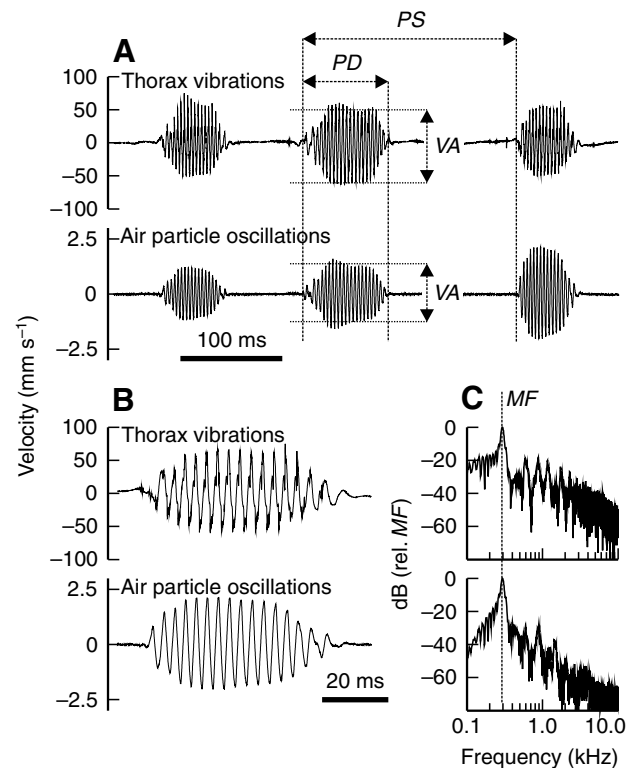 PS
A
PD
100
Thorax vibrations
50
0
VA
–50
–100
2.5
Air particle oscillations
0
VA
100 ms
–2.5
Velocity (mm s–1)
B
C
MF
100
Thorax vibrations
50
0
–50
–100
2.5
Air particle oscillations
0
20 ms
–2.5
0
–20
–40
–60
dB (rel. MF)
0
–20
–40
–60
0.1
1.0
10.0
Frequency (kHz)